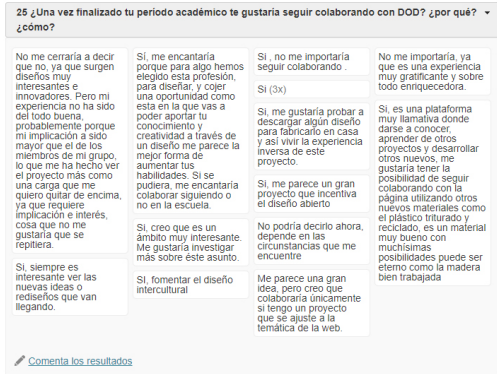 25 ¿Una vez finalizado tu periodo académico te gustaría seguir colaborando con DOD? ¿por qué?
¿cómo?
No me cerraría a decir
que no, ya que surgen
diseños muy
interesantes e
innovadores. Pero mi
experiencia no ha sido
del todo buena,
probablemente porque
mi implicación a sido
mayor que el de los
miembros de mi grupo,
lo que me ha hecho ver
el proyecto más como
una carga que me
quiero quitar de encima,
ya que requiere
implicación e interés,
cosa que no me
gustaría que se
repitiera.
Si, siempre es
interesante ver las
nuevas ideas o
rediseños que van
llegando.
Sí, me encantaría
porque para algo hemos
elegido esta profesión,
para diseñar, y cojer
una oportunidad como
esta en la que vas a
poder aportar tu
conocimiento y
creatividad a través de
un diseño me parece la
mejor forma de
aumentar tus
habilidades. Si se
pudiera, me encantaría
colaborar siguiendo o
no en la escuela.
Si, creo que es un
ámbito muy interesante.
Me gustaría investigar
más sobre éste asunto.
SI, fomentar el diseño
intercultural
Si , no me importaría
seguir colaborando .
Si (3x)
Si, me gustaría probar a
descargar algún diseño
para fabricarlo en casa
y así vivir la experiencia
inversa de este
proyecto.
Si, me parece un gran
proyecto que incentiva
el diseño abierto
No podría decirlo ahora,
depende en las
circunstancias que me
encuentre
Me parece una gran
idea, pero creo que
colaboraría únicamente
si tengo un proyecto
que se ajuste a la
temática de la web.
No me importaría, ya
que es una experiencia
muy gratificante y sobre
todo enriquecedora.
Si, es una plataforma
muy llamativa donde
darse a conocer,
aprender de otros
proyectos y desarrollar
otros nuevos, me
gustaría tener la
posibilidad de seguir
colaborando con la
página utilizando otros
nuevos materiales como
el plástico triturado y
reciclado, es un material
muy bueno con
muchísimas
posibilidades puede ser
eterno como la madera
bien trabajada
Comenta los resultados